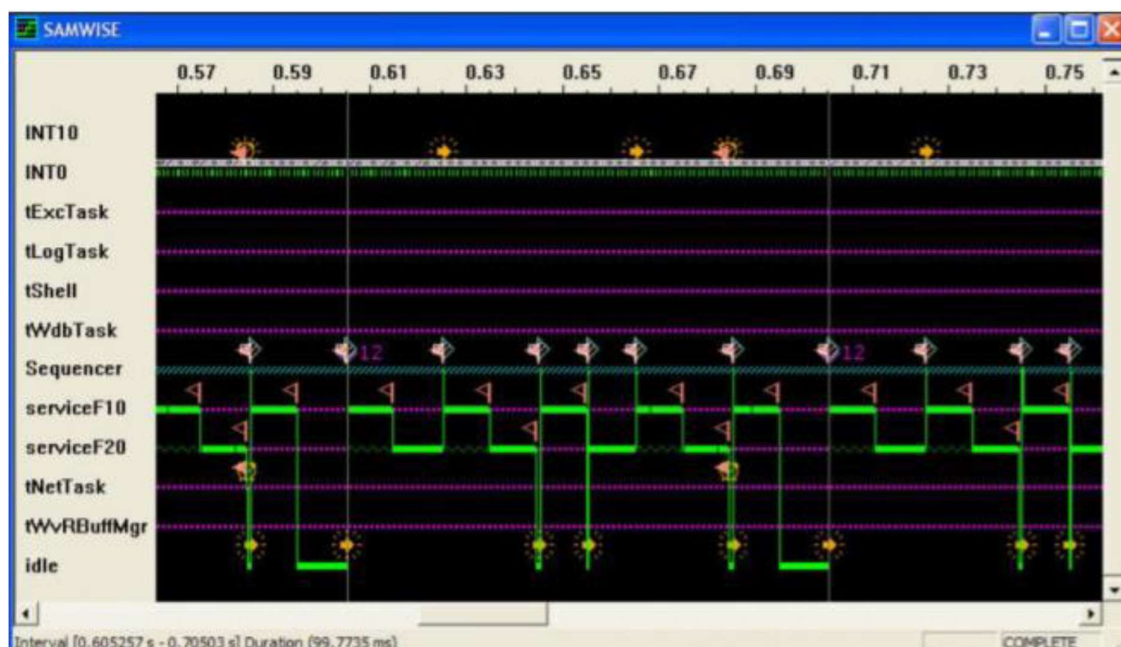 SAMWISE
0.57 0.59 0.61 0.63 0.65 0.67 0.69 0.71 0.73 0.75
INT10
INT0
tExcTask
tLogTask
tShell
tWdbTask
12 12
Sequencer
serviceF10
serviceF20
tNetTask
tWvRBuffMgr
idle
Interval [0.605257 s - 0.70503 s] Duration (99.7735 ms) COMPLETE